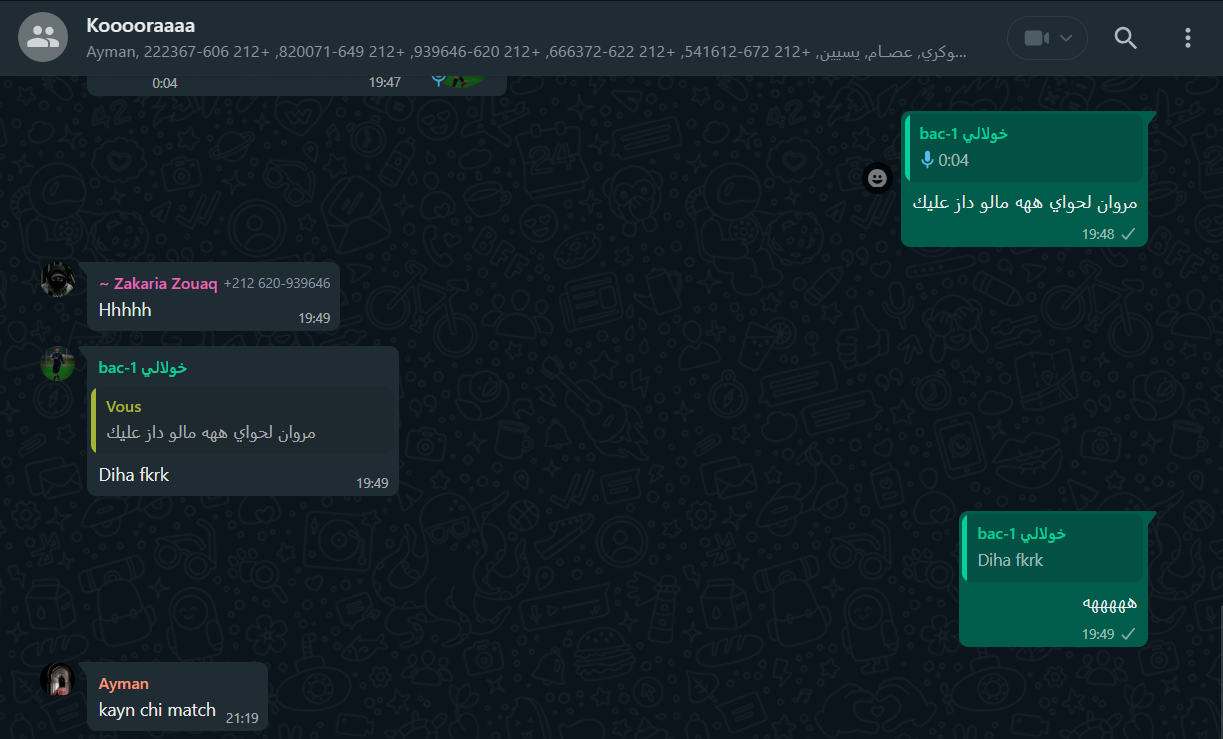 Kooooraaaa
Ayman, 222367-606 212+ ,820071-649 212+ ,939646-620 212+ ,666372-622 212+ ,541612-672 212+ ,وكري, عصـام, يسيين...
0:04
19:47
خولالي bac-1
0:04
مروان لحواي ههه مالو داز عليك
19:48
~ Zakaria Zouaq +212 620-939646
Hhhhh
19:49
خولالي bac-1
Vous
مروان لحواي ههه مالو داز عليك
Diha fkrk
19:49
خولالي bac-1
Diha fkrk
هههههه
19:49
Ayman
kayn chi match
21:19